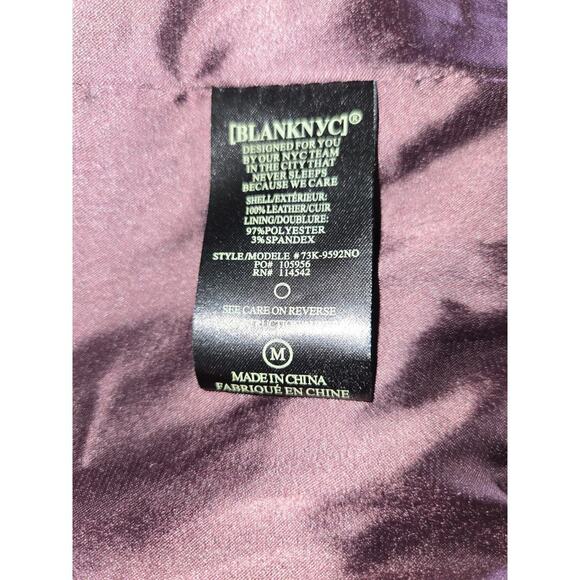 [BLANKNYC]®
DESIGNED FOR YOU
BY OUR NYC TEAM
IN THE CITY THAT
NEVER SLEEPS
BECAUSE WE CARE
SHELL/EXTÉRIEUR:
100% LEATHER/CUIR
LINING/DOUBLURE:
97%POLYESTER
3% SPANDEX
STYLE/MODELE #73K-9592NO
PO# 105956
RN# 114542
SEE CARE ON REVERSE
M
MADE IN CHINA
FABRIQUÉ EN CHINE